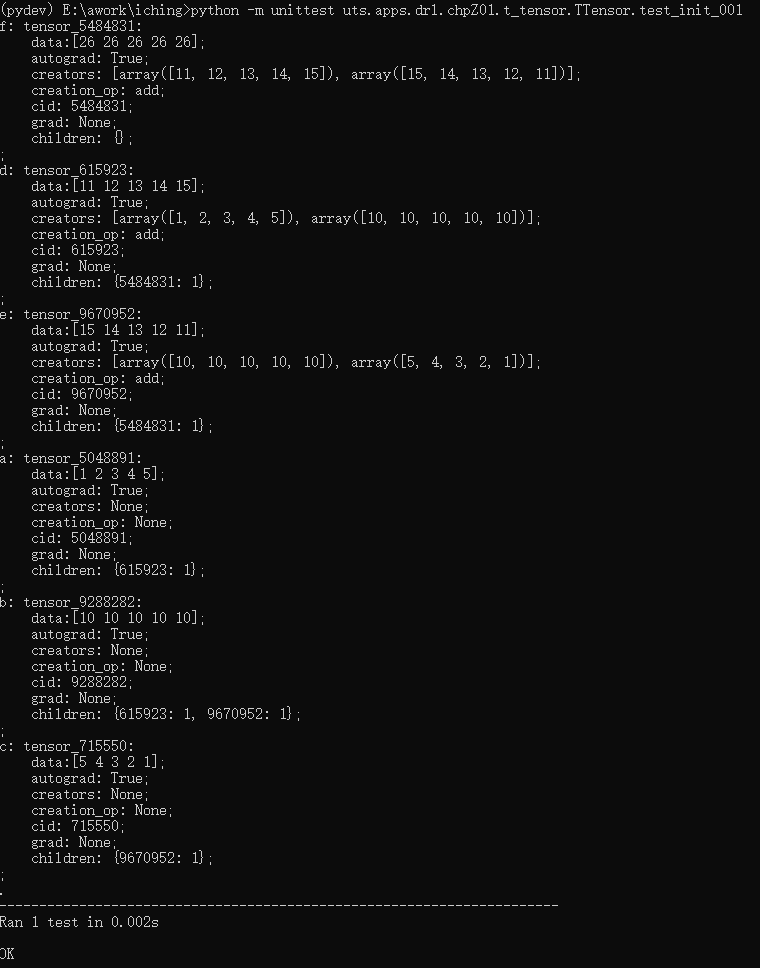 (pydev) E:\awork\iching>python -m unittest uts.apps.drl.chpZ01.t_tensor.TTensor.test_init_001
f: tensor_5484831:
    data:[26 26 26 26 26];
    autograd: True;
    creators: [array([11, 12, 13, 14, 15]), array([15, 14, 13, 12, 11])];
    creation_op: add;
    cid: 5484831;
    grad: None;
    children: {};
;
d: tensor_615923:
    data:[11 12 13 14 15];
    autograd: True;
    creators: [array([1, 2, 3, 4, 5]), array([10, 10, 10, 10, 10])];
    creation_op: add;
    cid: 615923;
    grad: None;
    children: {5484831: 1};
;
e: tensor_9670952:
    data:[15 14 13 12 11];
    autograd: True;
    creators: [array([10, 10, 10, 10, 10]), array([5, 4, 3, 2, 1])];
    creation_op: add;
    cid: 9670952;
    grad: None;
    children: {5484831: 1};
;
a: tensor_5048891:
    data:[1 2 3 4 5];
    autograd: True;
    creators: None;
    creation_op: None;
    cid: 5048891;
    grad: None;
    children: {615923: 1};
;
b: tensor_9288282:
    data:[10 10 10 10 10];
    autograd: True;
    creators: None;
    creation_op: None;
    cid: 9288282;
    grad: None;
    children: {615923: 1, 9670952: 1};
;
c: tensor_715550:
    data:[5 4 3 2 1];
    autograd: True;
    creators: None;
    creation_op: None;
    cid: 715550;
    grad: None;
    children: {9670952: 1};
;
.
----------------------------------------------------------------------
Ran 1 test in 0.002s
OK